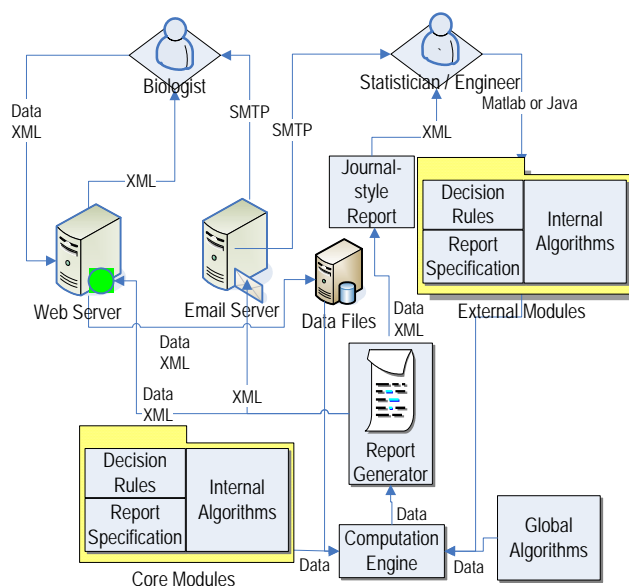 Biologist
Statistician / Engineer
Data
XML
SMTP
SMTP
XML
Matlab or Java
XML
Journal-
style
Report
Decision
Rules
Report
Specification
Internal
Algorithms
External Modules
Web Server
Email Server
Data Files
Data
XML
Data
XML
Data
XML
XML
Report
Generator
Decision
Rules
Report
Specification
Internal
Algorithms
Core Modules
Data
Data
Computation
Engine
Data
Global
Algorithms